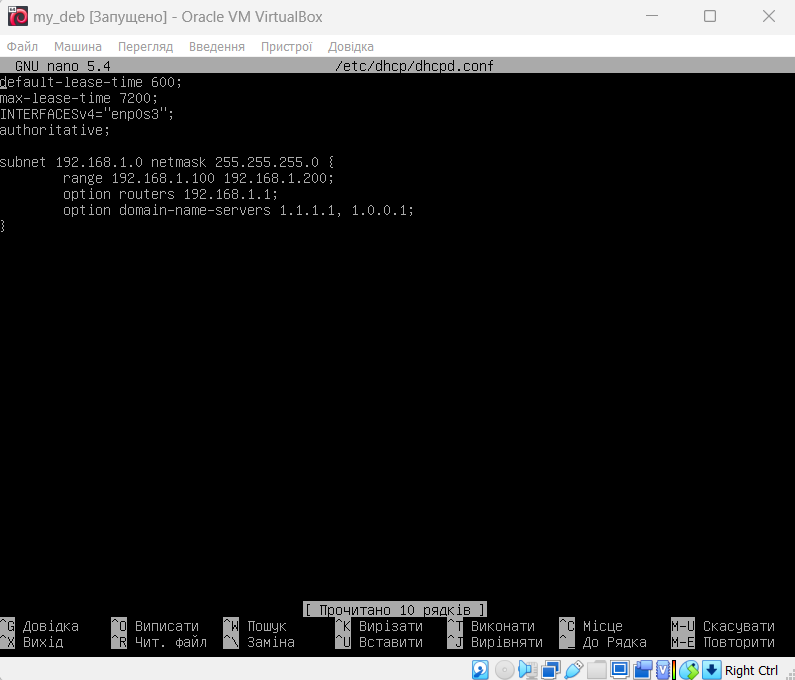 my_deb [Запущено] - Oracle VM VirtualBox
Файл Машина Перегляд Введення Пристрої Довідка
GNU nano 5.4 /etc/dhcp/dhcpd.conf
default-lease-time 600;
max-lease-time 7200;
INTERFACESv4="enp0s3";
authoritative;
subnet 192.168.1.0 netmask 255.255.255.0 {
range 192.168.1.100 192.168.1.200;
option routers 192.168.1.1;
option domain-name-servers 1.1.1.1, 1.0.0.1;
}
[ Прочитано 10 рядків ]
^G Довідка ^O Виписати ^W Пошук ^K Вирізати ^T Виконати ^C Місце M-U Скасувати
^X Вихід ^R Чит. файл ^\ Заміна ^U Вставити ^J Вирівняти ^_ До Рядка M-E Повторити
Right Ctrl